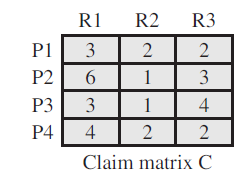 R1 R2 R3
P1 3 2 2
P2 6 1 3
P3 3 1 4
P4 4 2 2
Claim matrix C